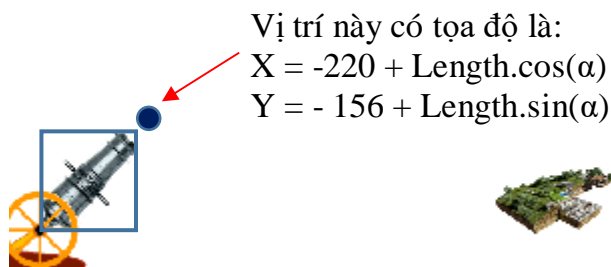 Vị trí này có tọa độ là:
X = -220 + Length.cos(α)
Y = - 156 + Length.sin(α)